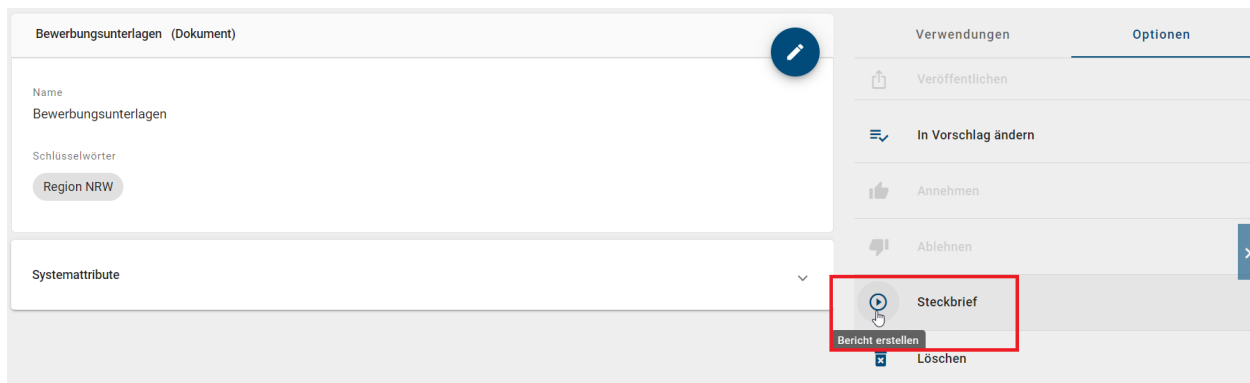 Bewerbungsunterlagen (Dokument)
Name
Bewerbungsunterlagen
Schlüsselwörter
Region NRW
Systemattribute
Verwendungen
Optionen
Veröffentlichen
In Vorschlag ändern
Annehmen
Ablehnen
Steckbrief
Bericht erstellen
Löschen